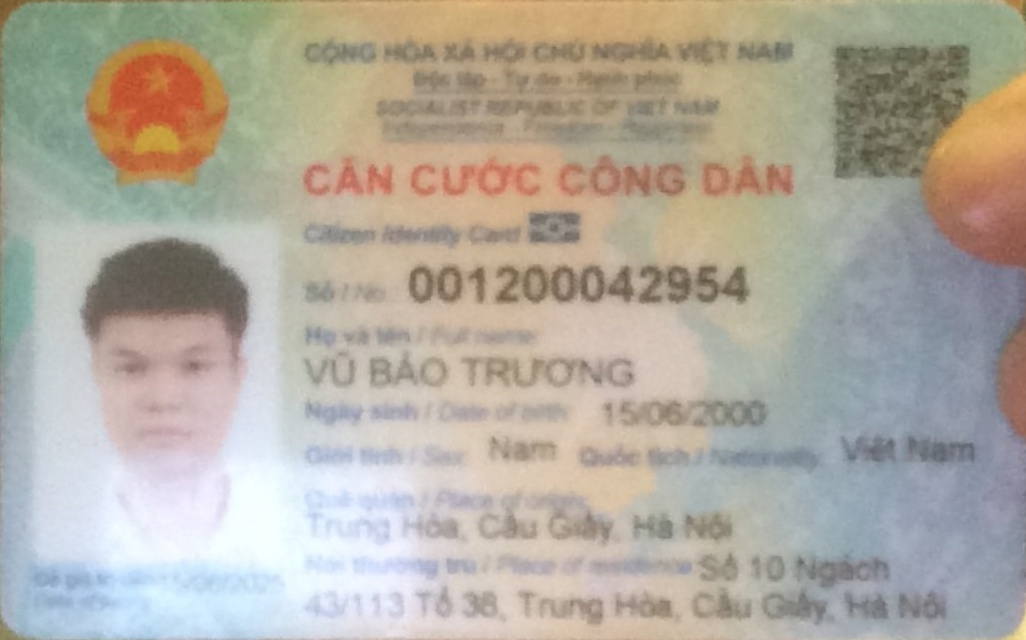 CỘNG HÒA XÃ HỘI CHỦ NGHĨA VIỆT NAM
Độc lập - Tự do - Hạnh phúc
SOCIALIST REPUBLIC OF VIET NAM
Independence - Freedom - Happiness
CĂN CƯỚC CÔNG DÂN
Citizen Identity Card
Số / No.: 001200042954
Họ và tên / Full name:
VŨ BẢO TRƯƠNG
Ngày sinh / Date of birth: 15/06/2000
Giới tính / Sex: Nam Quốc tịch / Nationality: Việt Nam
Quê quán / Place of origin:
Trung Hòa, Cầu Giấy, Hà Nội
Nơi thường trú / Place of residence: Số 10 Ngách
43/113 Tổ 38, Trung Hòa, Cầu Giấy, Hà Nội
Có giá trị đến: 15/06/2025
Date of expiry